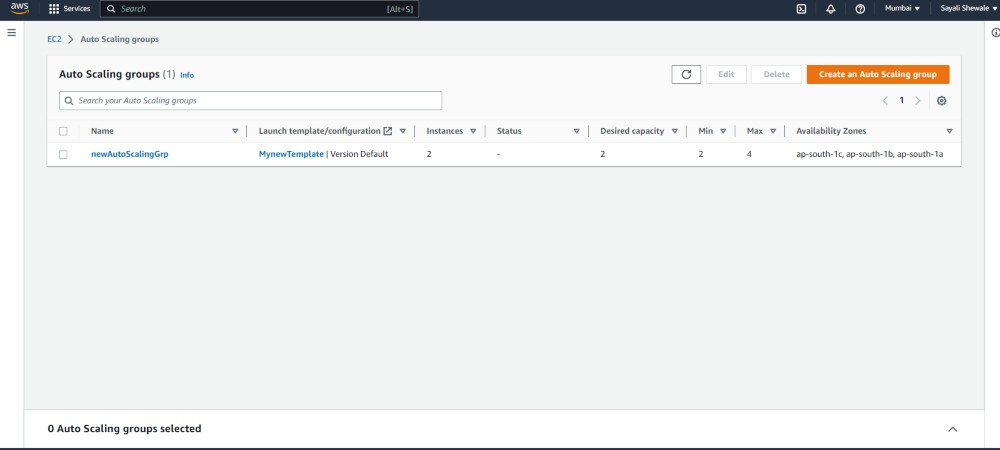 aws Services Search [Alt+S] Mumbai Sayali Shewale
EC2 Auto Scaling groups
Auto Scaling groups (1) Info Edit Delete Create an Auto Scaling group
Search your Auto Scaling groups 1
Name Launch template/configuration Instances Status Desired capacity Min Max Availability Zones
newAutoScalingGrp MynewTemplate | Version Default 2 - 2 2 4 ap-south-1c, ap-south-1b, ap-south-1a
0 Auto Scaling groups selected